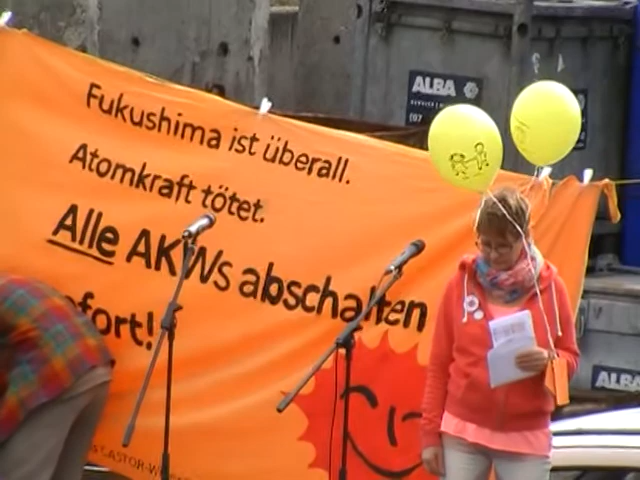 Fukushima ist überall.
Atomkraft tötet.
Alle AKWs abschalten
ofort!
ALBA
ALBA